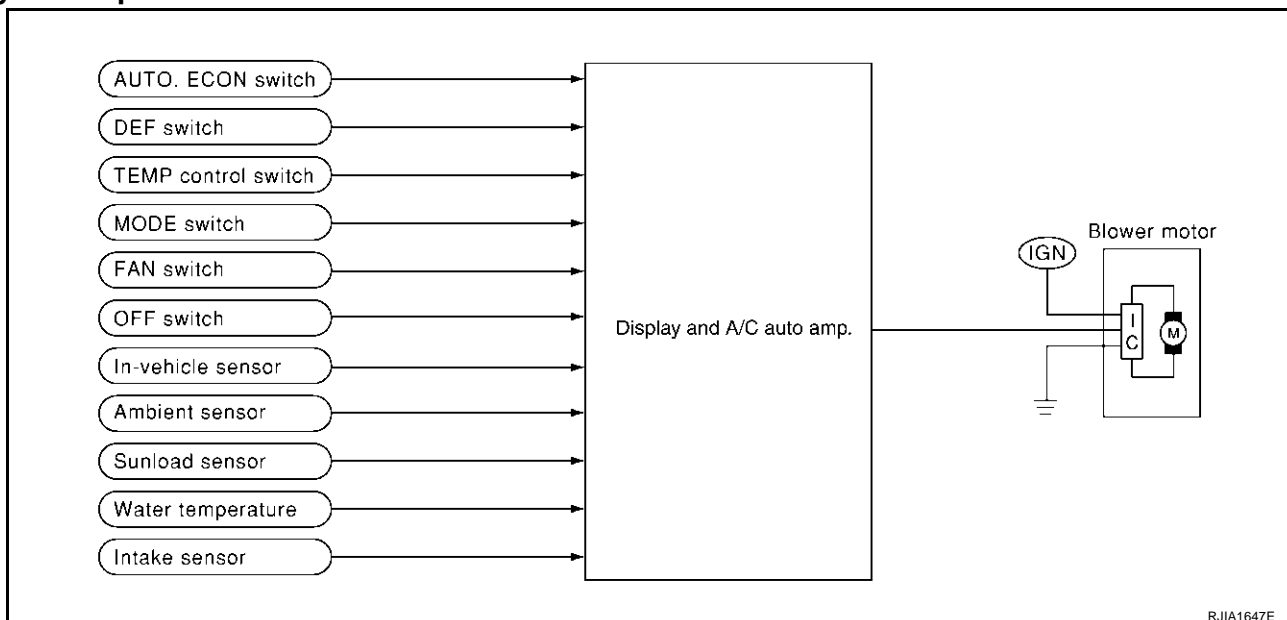 AUTO. ECON switch
DEF switch
TEMP control switch
MODE switch
FAN switch
OFF switch
In-vehicle sensor
Ambient sensor
Sunload sensor
Water temperature
Intake sensor
Display and A/C auto amp.
Blower motor
IGN
I
C
M
RJIA1647E